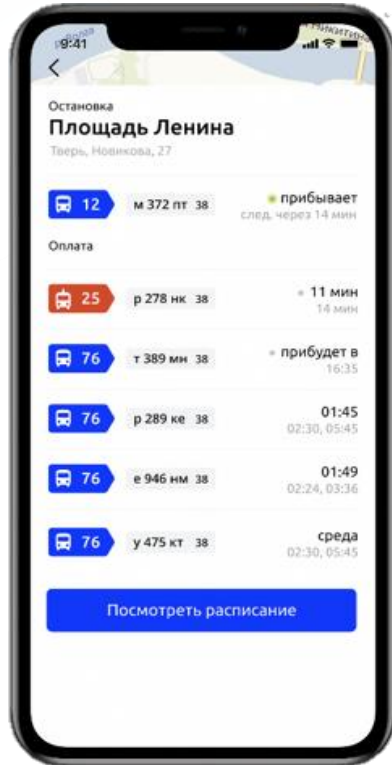 9:41
Остановка
Площадь Ленина
Тверь, Новикова, 27
12 м 372 пт 38 прибывает
след. через 14 мин
Оплата
25 р 278 нк 38 11 мин
14 мин
76 т 389 мн 38 прибудет в
16:35
76 р 289 ке 38 01:45
02:30, 05:45
76 е 946 нм 38 01:49
02:24, 03:36
76 у 475 кт 38 среда
02:30, 05:45
Посмотреть расписание